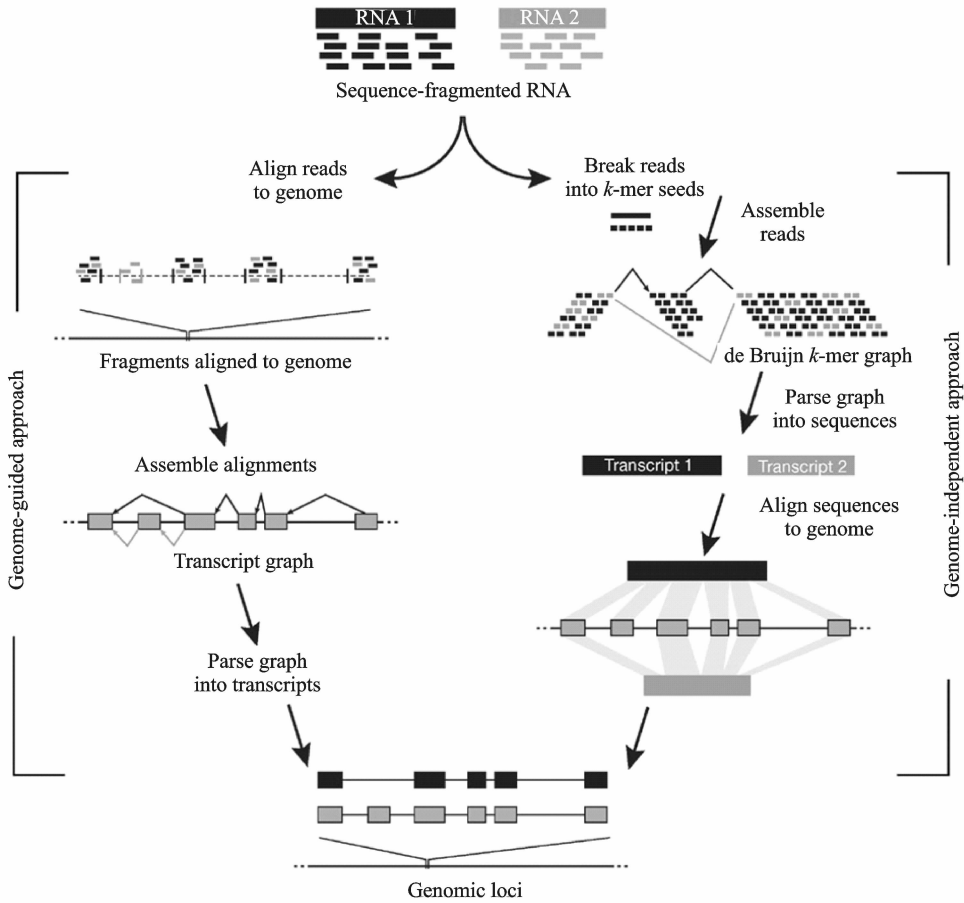 RNA 1
RNA 2
Sequence-fragmented RNA
Align reads
to genome
Break reads
into k-mer seeds
Assemble
reads
Fragments aligned to genome
de Bruijn k-mer graph
Parse graph
into sequences
Assemble alignments
Transcript 1
Transcript 2
Align sequences
to genome
Transcript graph
Parse graph
into transcripts
Genomic loci
Genome-guided approach
Genome-independent approach